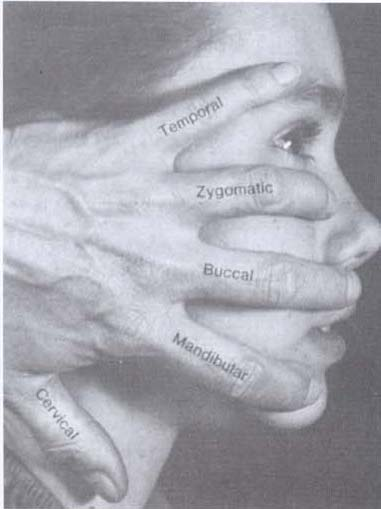 Temporal
Zygomatic
Buccal
Mandibular
Cervical